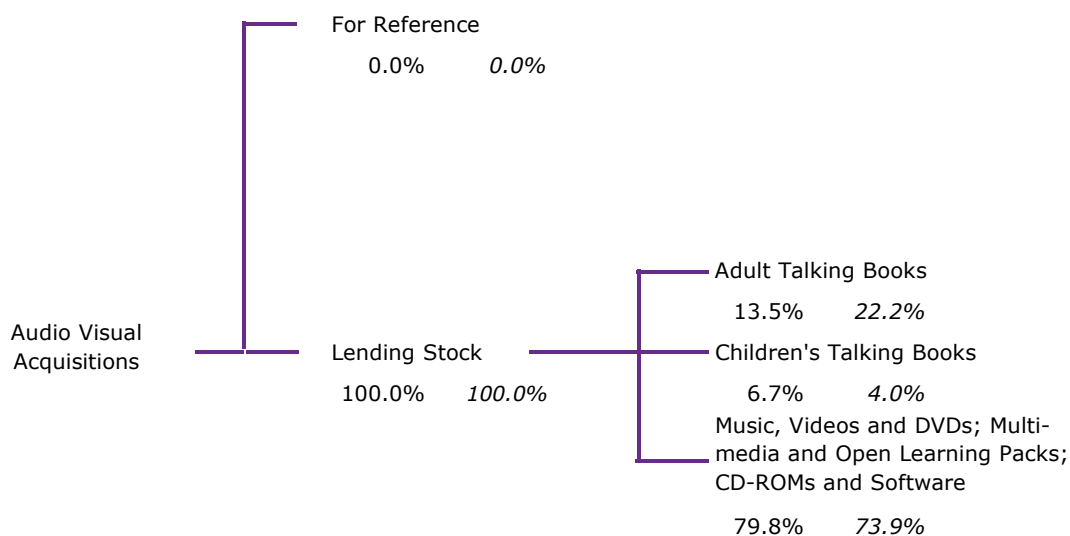 For Reference
0.0% 0.0%
Audio Visual
Acquisitions
Lending Stock
100.0% 100.0%
Adult Talking Books
13.5% 22.2%
Children's Talking Books
6.7% 4.0%
Music, Videos and DVDs; Multi-
media and Open Learning Packs;
CD-ROMs and Software
79.8% 73.9%